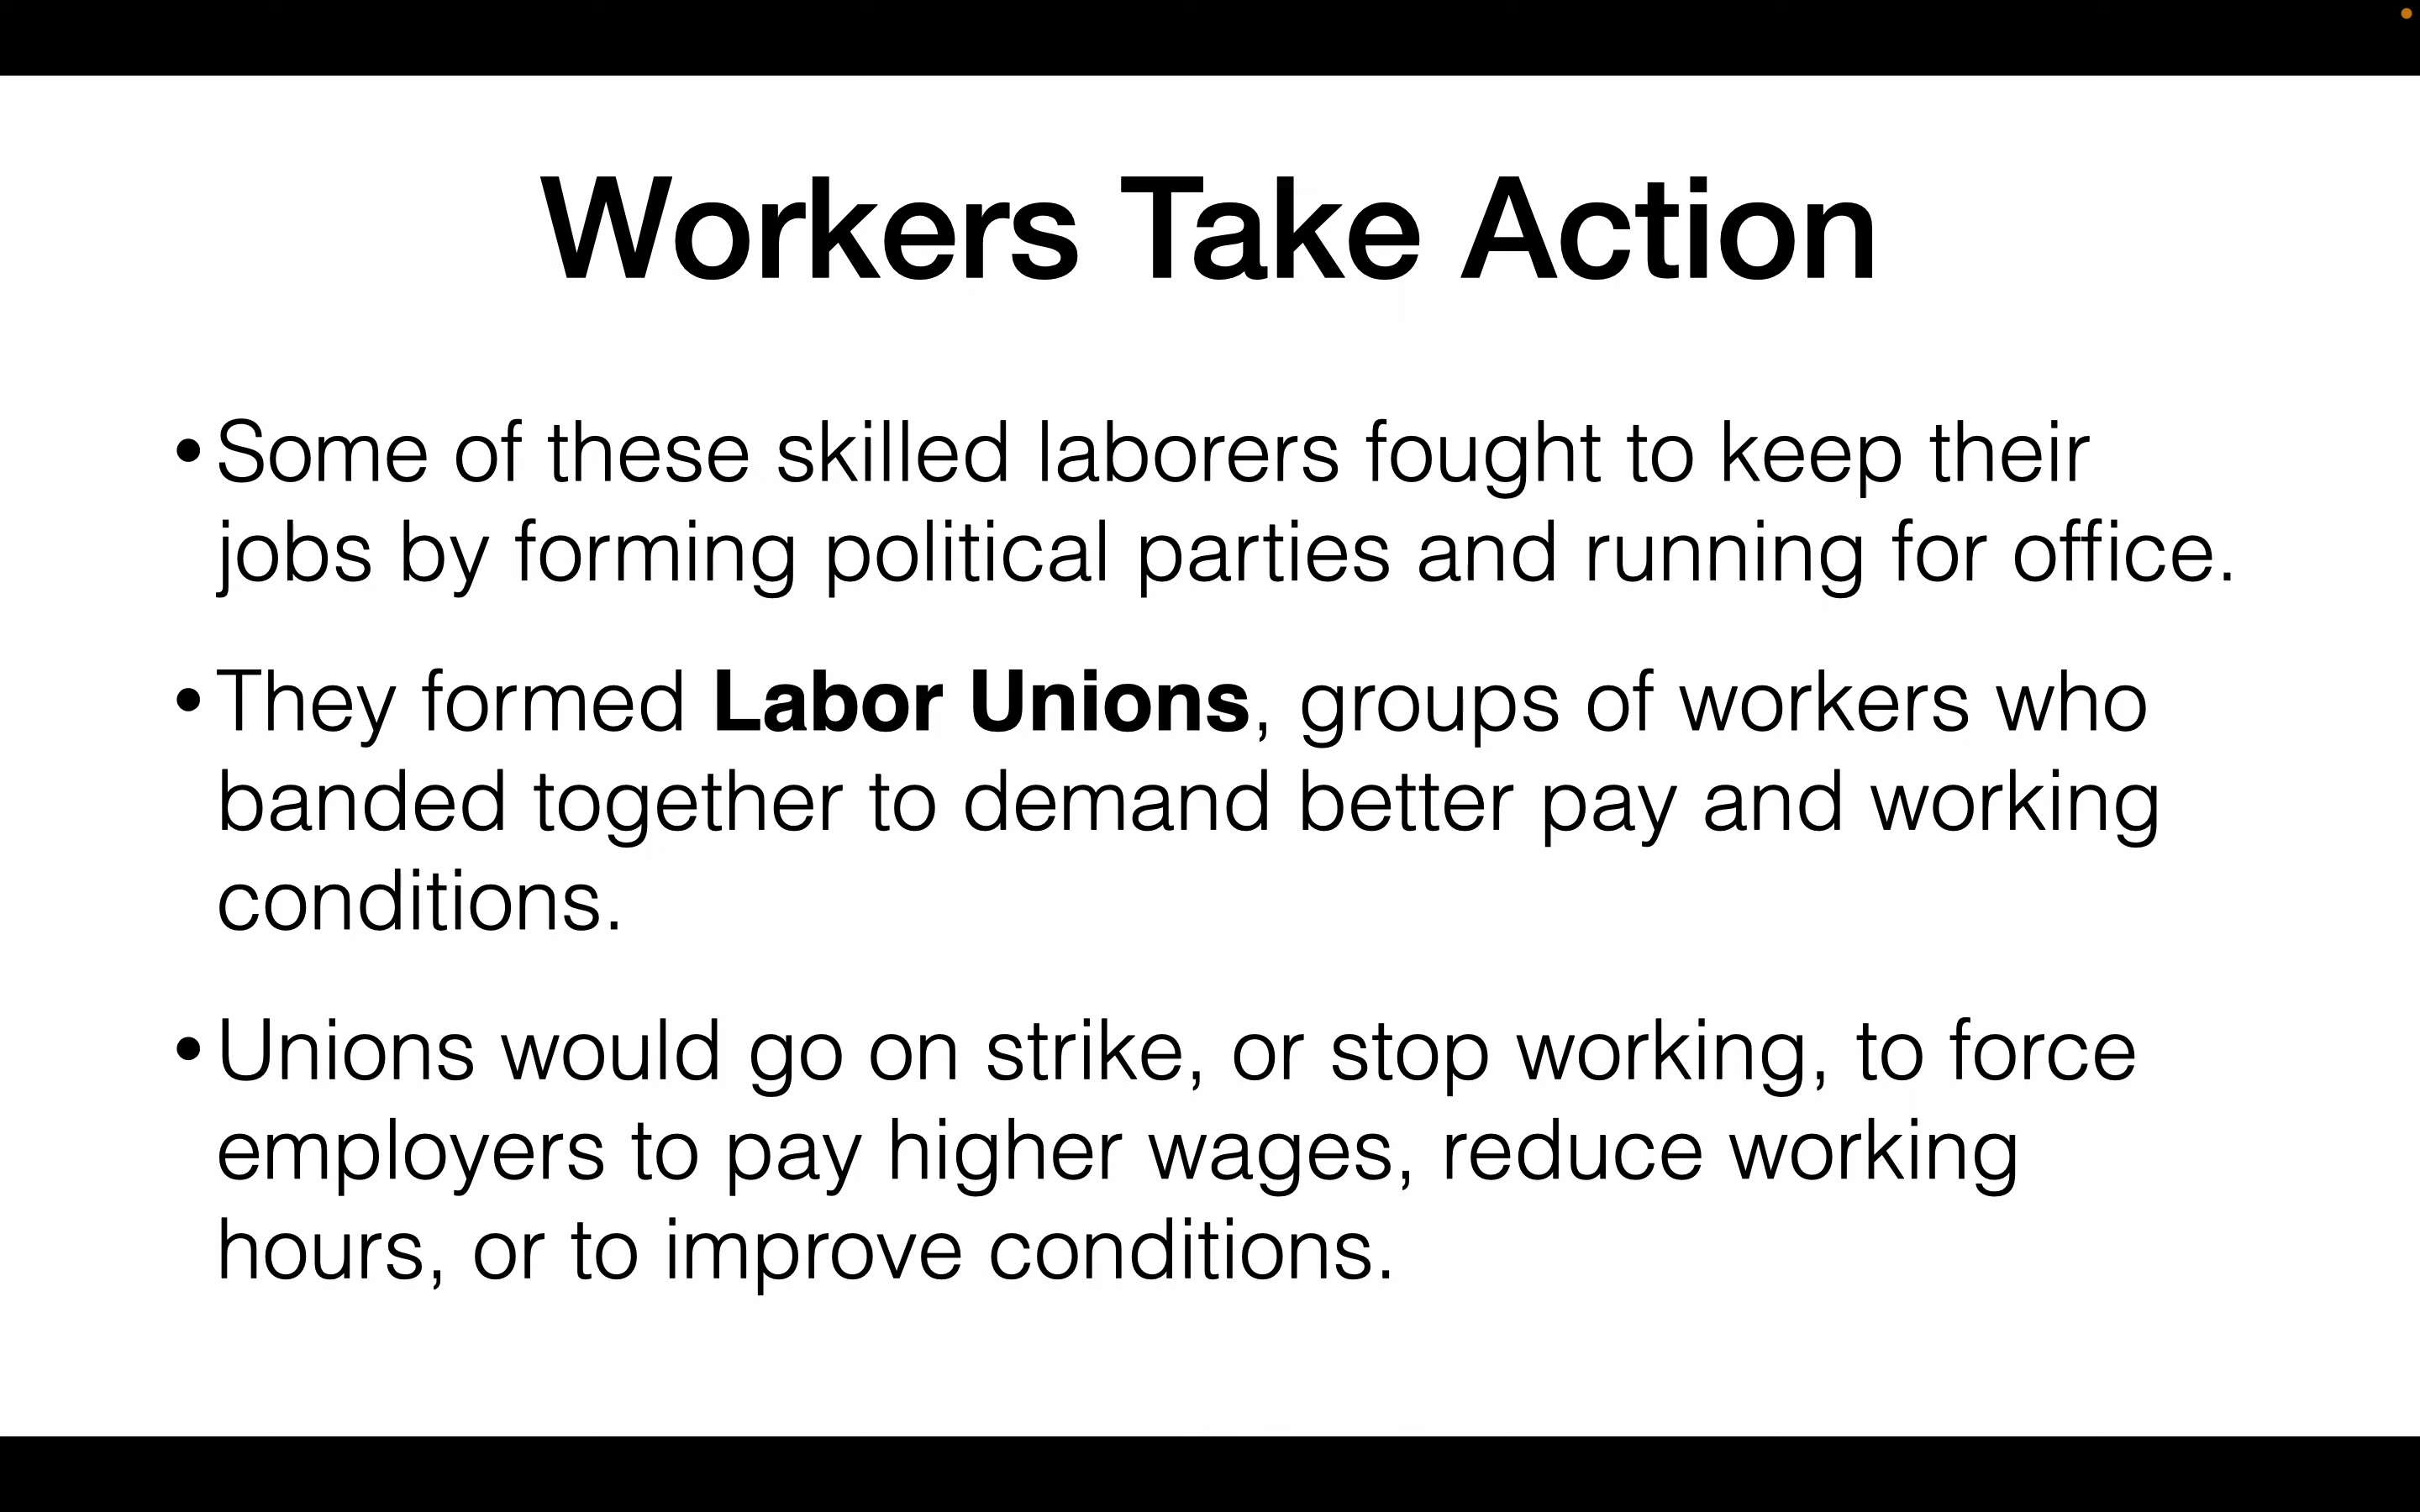 Workers Take Action
• Some of these skilled laborers fought to keep their
jobs by forming political parties and running for office.
• They formed Labor Unions, groups of workers who
banded together to demand better pay and working
conditions.
• Unions would go on strike, or stop working, to force
employers to pay higher wages, reduce working
hours, or to improve conditions.